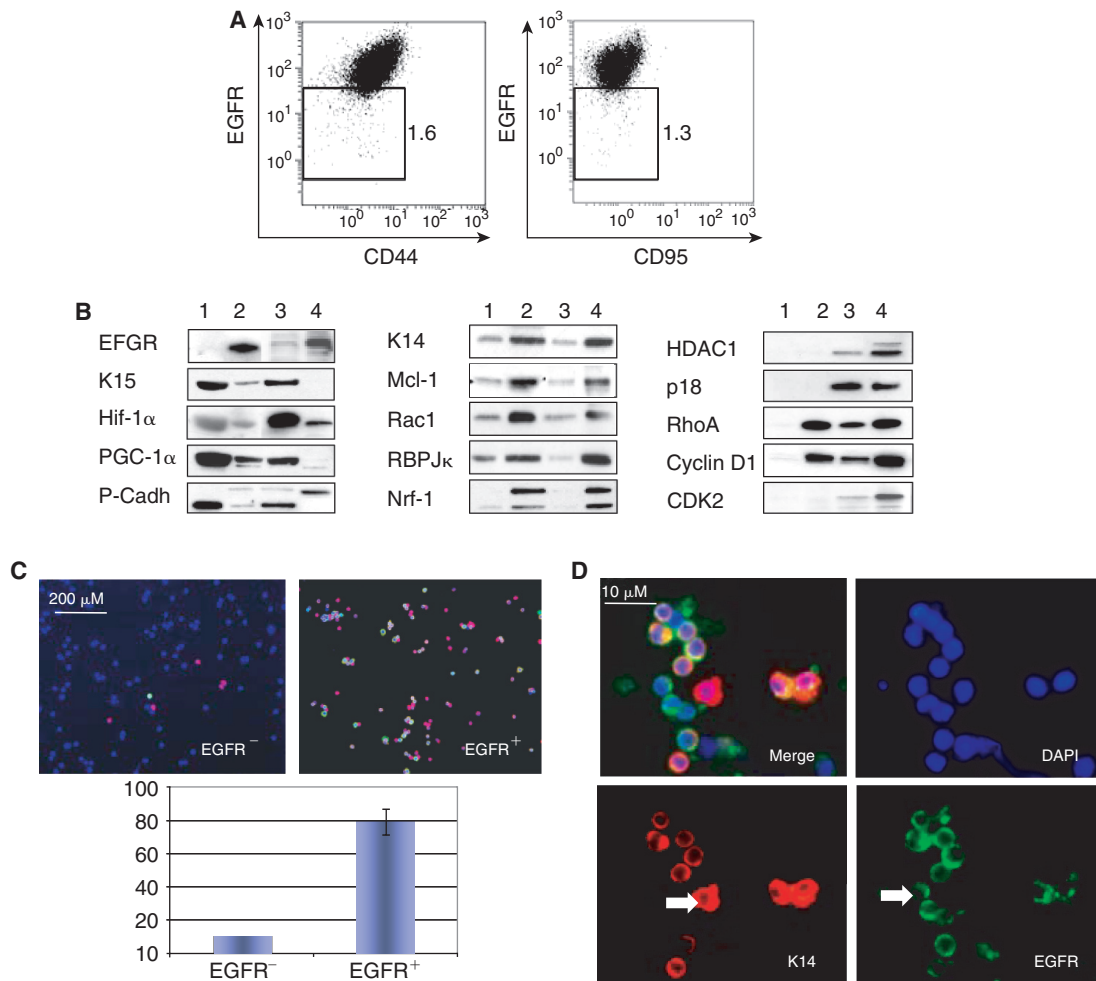 A
10³
10²
10¹
10⁰
EGFR
1.6
10⁰ 10¹ 10² 10³
CD44
10³
10²
10¹
10⁰
EGFR
1.3
10⁰ 10¹ 10² 10³
CD95
B
1 2 3 4
EFGR
K15
Hif-1α
PGC-1α
P-Cadh
1 2 3 4
K14
Mcl-1
Rac1
RBPJκ
Nrf-1
1 2 3 4
HDAC1
p18
RhoA
Cyclin D1
CDK2
C
200 μM
EGFR⁻
EGFR⁺
100
80
60
40
20
10
EGFR⁻ EGFR⁺
D
10 μM
Merge
DAPI
K14
EGFR